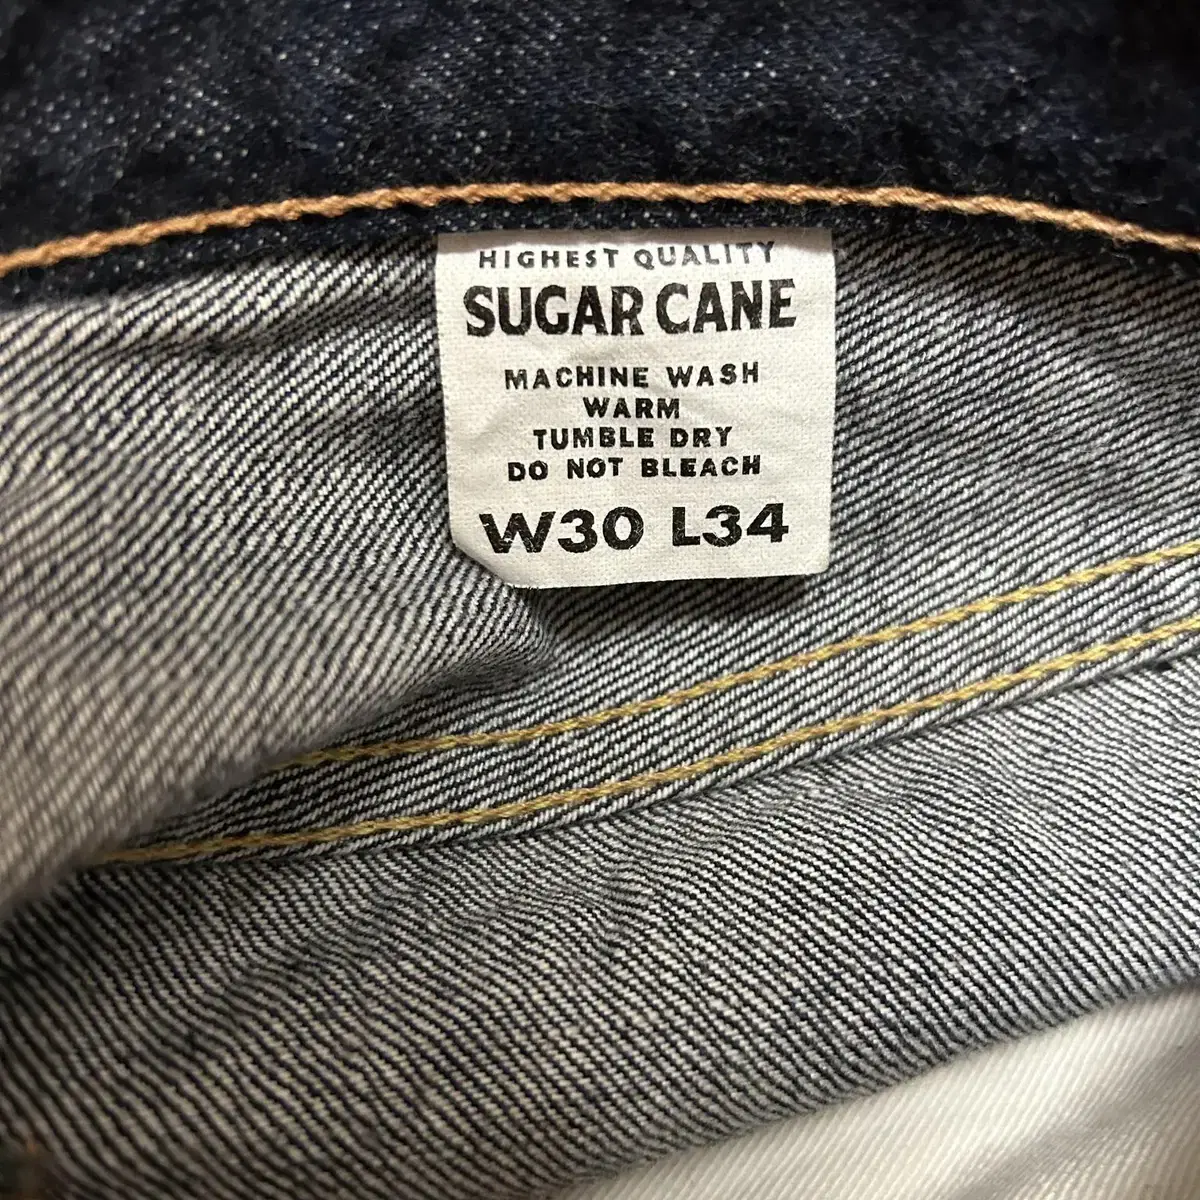 HIGHEST QUALITY
SUGAR CANE
MACHINE WASH
WARM
TUMBLE DRY
DO NOT BLEACH
W30 L34